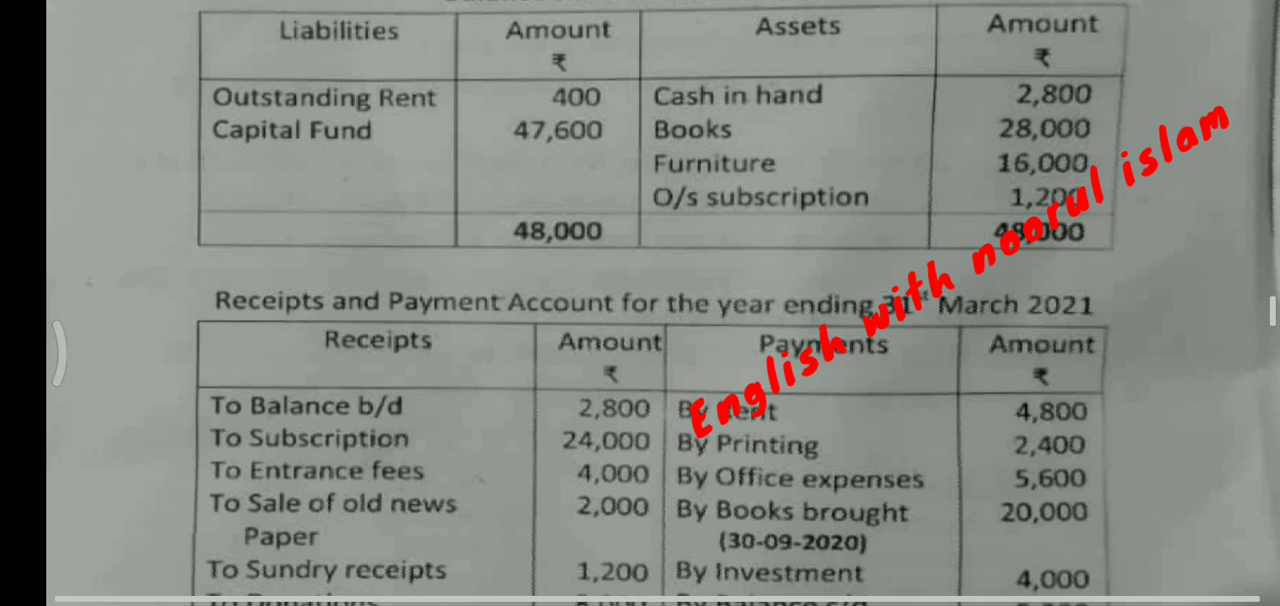 Liabilities Amount ₹ Assets Amount ₹
Outstanding Rent 400 Cash in hand 2,800
Capital Fund 47,600 Books 28,000
Furniture 16,000
O/s subscription 1,200
48,000 48,000
Receipts and Payment Account for the year ending 31st March 2021
Receipts Amount ₹ Payments Amount ₹
To Balance b/d 2,800 By Rent 4,800
To Subscription 24,000 By Printing 2,400
To Entrance fees 4,000 By Office expenses 5,600
To Sale of old news 2,000 By Books brought 20,000
Paper (30-09-2020)
To Sundry receipts 1,200 By Investment 4,000
English with noorul islam